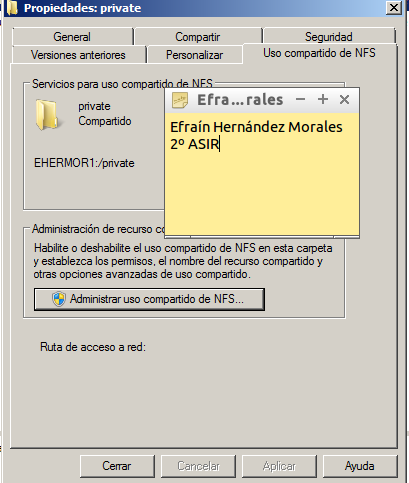 Propiedades: private
General
Compartir
Seguridad
Versiones anteriores
Personalizar
Uso compartido de NFS
Servicios para uso compartido de NFS
private
Compartido
EHERMOR1:/private
Efra...rales
Efraín Hernández Morales
2º ASIR
Administración de recurso
Habilite o deshabilite el uso compartido de NFS en esta carpeta
y establezca los permisos, el nombre del recurso compartido y
otras opciones avanzadas de uso compartido.
Administrar uso compartido de NFS...
Ruta de acceso a red:
Cerrar
Cancelar
Aplicar
Ayuda